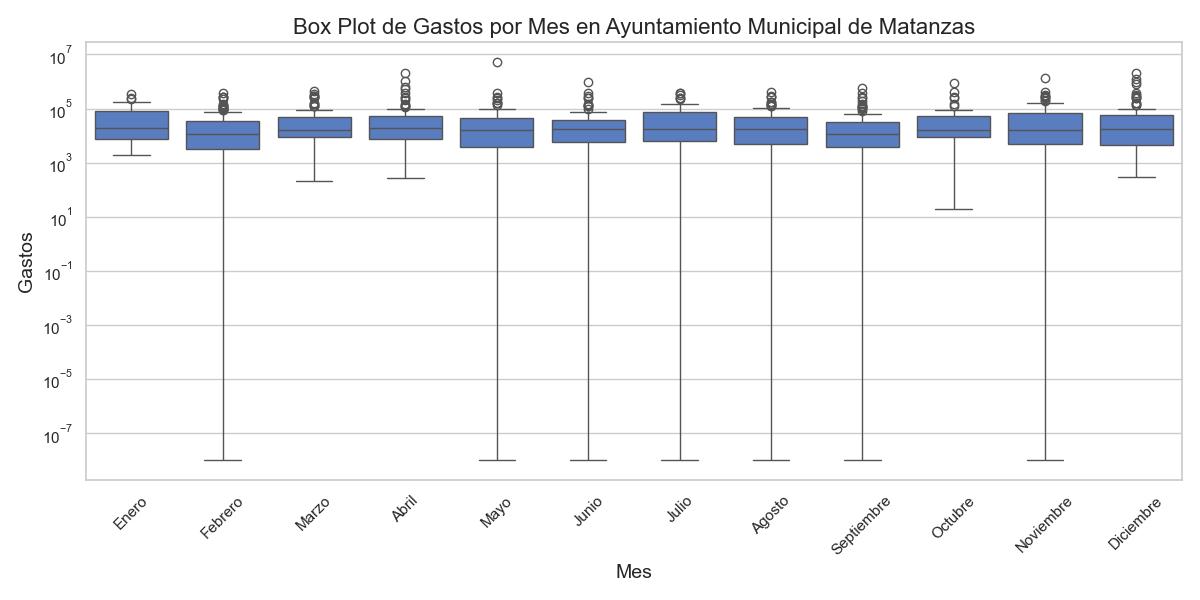 Box Plot de Gastos por Mes en Ayuntamiento Municipal de Matanzas
Gastos
10^7
10^5
10^3
10^1
10^−1
10^−3
10^−5
10^−7
Enero
Febrero
Marzo
Abril
Mayo
Junio
Julio
Agosto
Septiembre
Octubre
Noviembre
Diciembre
Mes